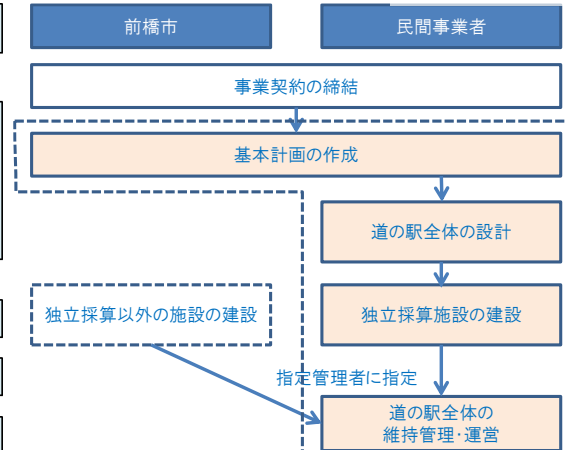 前橋市
民間事業者
事業契約の締結
基本計画の作成
道の駅全体の設計
独立採算以外の施設の建設
独立採算施設の建設
指定管理者に指定
道の駅全体の
維持管理・運営